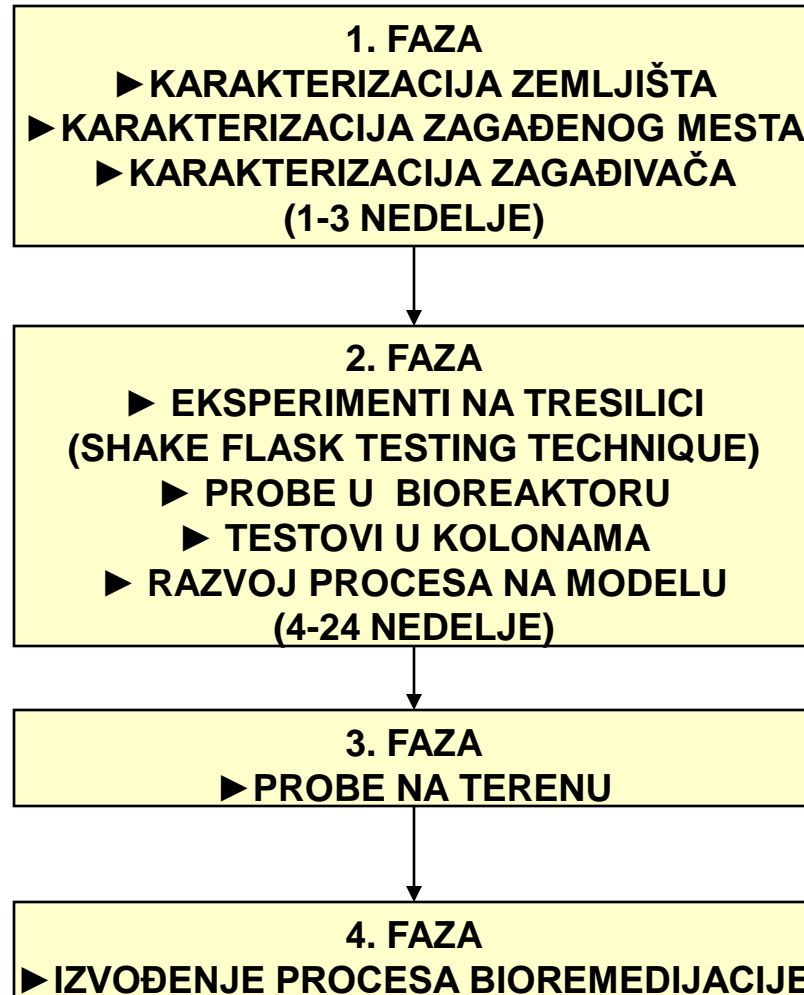 1. FAZA
►KARAKTERIZACIJA ZEMLJIŠTA
►KARAKTERIZACIJA ZAGAĐENOG MESTA
►KARAKTERIZACIJA ZAGAĐIVAČA
(1-3 NEDELJE)
2. FAZA
► EKSPERIMENTI NA TRESILICI
(SHAKE FLASK TESTING TECHNIQUE)
► PROBE U BIOREAKTORU
► TESTOVI U KOLONAMA
► RAZVOJ PROCESA NA MODELU
(4-24 NEDELJE)
3. FAZA
►PROBE NA TERENU
4. FAZA
►IZVOĐENJE PROCESA BIOREMEDIJACIJE